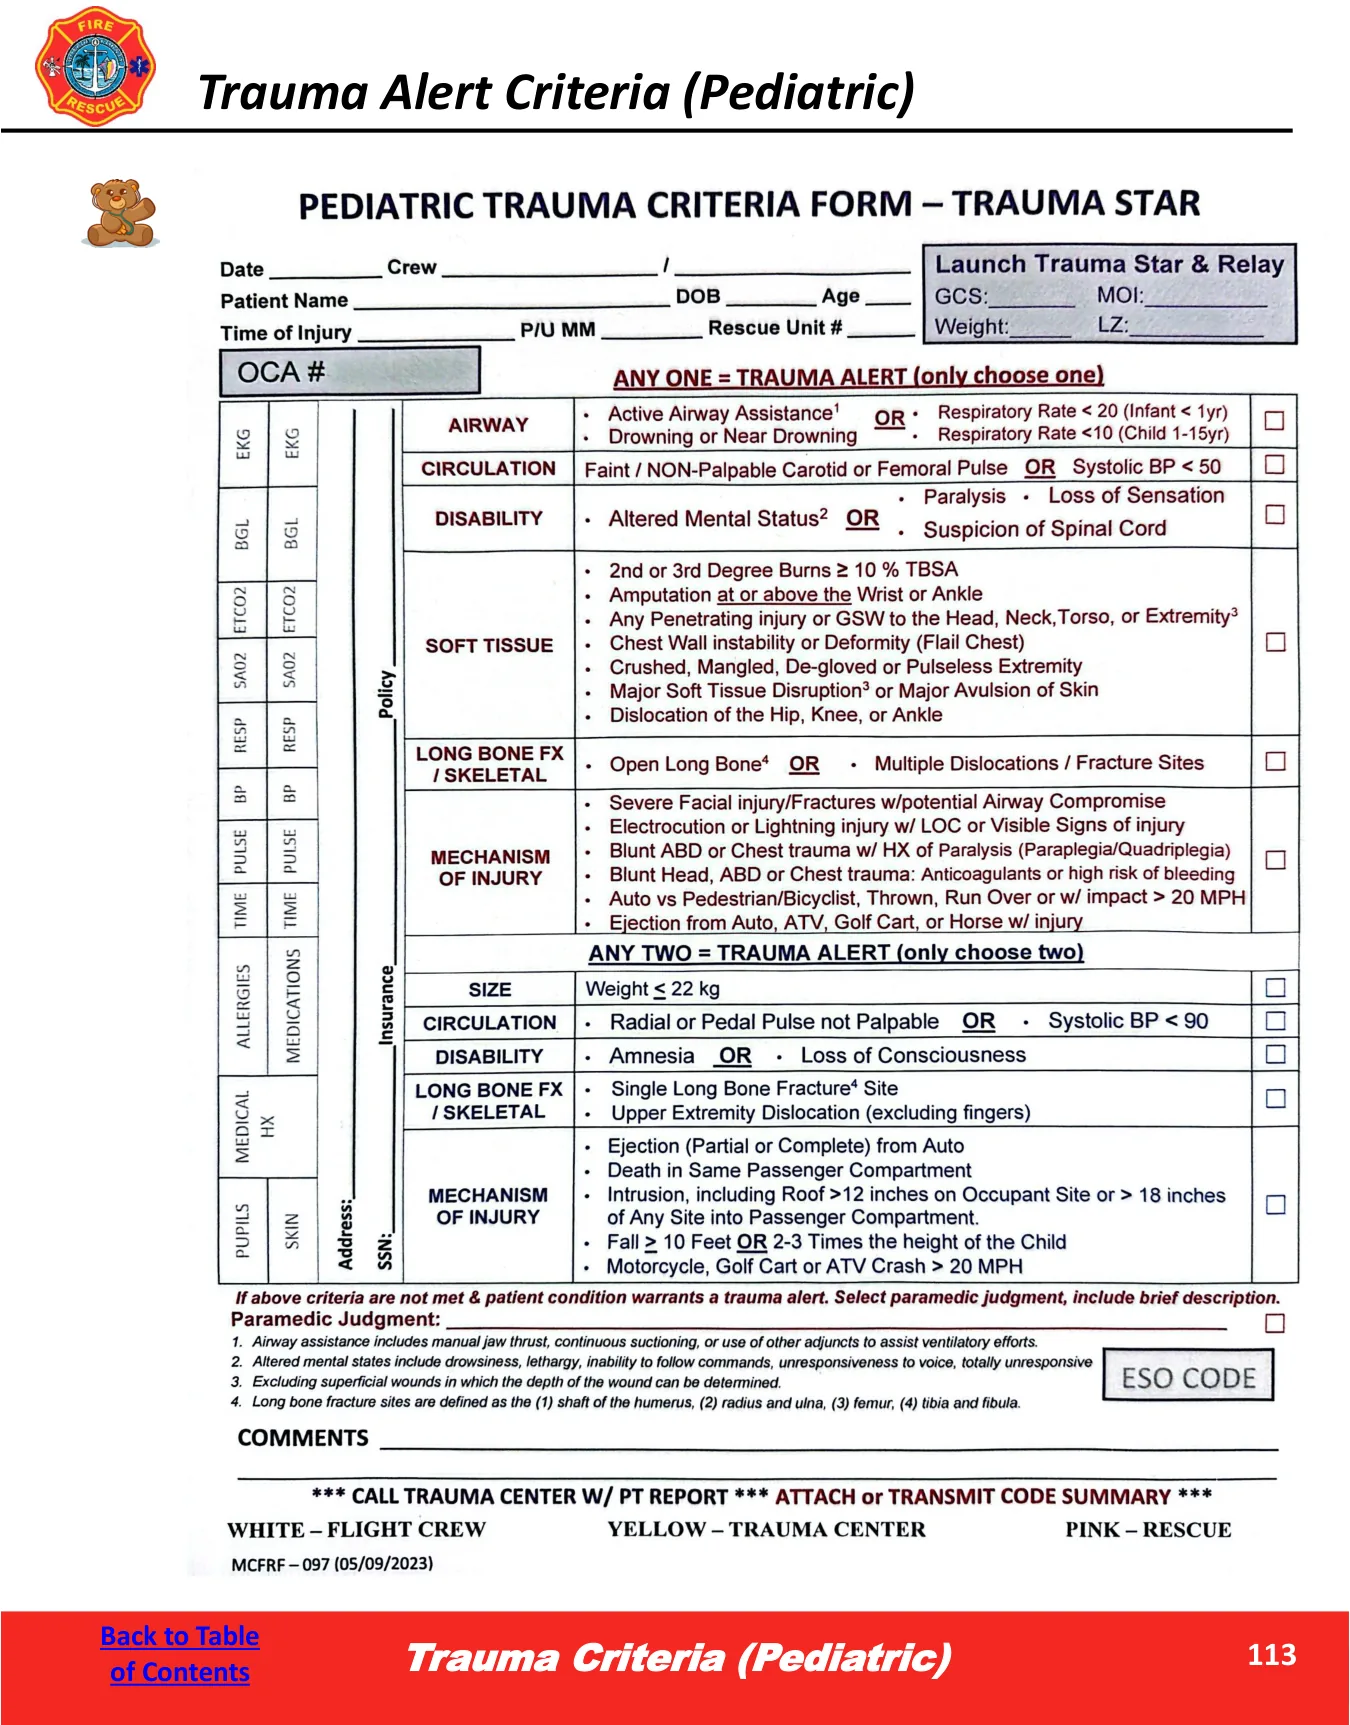 FIRE
RESCUE
Trauma Alert Criteria (Pediatric)
PEDIATRIC TRAUMA CRITERIA FORM – TRAUMA STAR
Date __________ Crew ____________________ / ____________________
Launch Trauma Star & Relay
GCS:________ MOI:____________
Weight:______ LZ:_____________
Patient Name ______________________________ DOB ________ Age ____
Time of Injury ______________ P/U MM _________ Rescue Unit # ______
OCA #
ANY ONE = TRAUMA ALERT (only choose one)
EKG EKG
BGL BGL
ETCO2 ETCO2
SA02 SA02
RESP RESP
BP BP
PULSE PULSE
TIME TIME
ALLERGIES MEDICATIONS
MEDICAL HX
PUPILS SKIN
Address:
SSN: Insurance Policy
AIRWAY
• Active Airway Assistance1 OR • Respiratory Rate < 20 (Infant < 1yr)
• Drowning or Near Drowning • Respiratory Rate <10 (Child 1-15yr)
CIRCULATION Faint / NON-Palpable Carotid or Femoral Pulse OR Systolic BP < 50
DISABILITY • Altered Mental Status2 OR • Paralysis • Loss of Sensation
• Suspicion of Spinal Cord
SOFT TISSUE
• 2nd or 3rd Degree Burns ≥ 10 % TBSA
• Amputation at or above the Wrist or Ankle
• Any Penetrating injury or GSW to the Head, Neck,Torso, or Extremity3
• Chest Wall instability or Deformity (Flail Chest)
• Crushed, Mangled, De-gloved or Pulseless Extremity
• Major Soft Tissue Disruption3 or Major Avulsion of Skin
• Dislocation of the Hip, Knee, or Ankle
LONG BONE FX
/ SKELETAL
• Open Long Bone4 OR • Multiple Dislocations / Fracture Sites
MECHANISM
OF INJURY
• Severe Facial injury/Fractures w/potential Airway Compromise
• Electrocution or Lightning injury w/ LOC or Visible Signs of injury
• Blunt ABD or Chest trauma w/ HX of Paralysis (Paraplegia/Quadriplegia)
• Blunt Head, ABD or Chest trauma: Anticoagulants or high risk of bleeding
• Auto vs Pedestrian/Bicyclist, Thrown, Run Over or w/ impact > 20 MPH
• Ejection from Auto, ATV, Golf Cart, or Horse w/ injury
ANY TWO = TRAUMA ALERT (only choose two)
SIZE Weight ≤ 22 kg
CIRCULATION • Radial or Pedal Pulse not Palpable OR • Systolic BP < 90
DISABILITY • Amnesia OR • Loss of Consciousness
LONG BONE FX
/ SKELETAL
• Single Long Bone Fracture4 Site
• Upper Extremity Dislocation (excluding fingers)
MECHANISM
OF INJURY
• Ejection (Partial or Complete) from Auto
• Death in Same Passenger Compartment
• Intrusion, including Roof >12 inches on Occupant Site or > 18 inches
of Any Site into Passenger Compartment.
• Fall ≥ 10 Feet OR 2-3 Times the height of the Child
• Motorcycle, Golf Cart or ATV Crash > 20 MPH
If above criteria are not met & patient condition warrants a trauma alert. Select paramedic judgment, include brief description.
Paramedic Judgment:
1. Airway assistance includes manual jaw thrust, continuous suctioning, or use of other adjuncts to assist ventilatory efforts.
2. Altered mental states include drowsiness, lethargy, inability to follow commands, unresponsiveness to voice, totally unresponsive
3. Excluding superficial wounds in which the depth of the wound can be determined.
4. Long bone fracture sites are defined as the (1) shaft of the humerus, (2) radius and ulna, (3) femur, (4) tibia and fibula.
ESO CODE
COMMENTS
*** CALL TRAUMA CENTER W/ PT REPORT *** ATTACH or TRANSMIT CODE SUMMARY ***
WHITE – FLIGHT CREW YELLOW – TRAUMA CENTER PINK – RESCUE
MCFRF – 097 (05/09/2023)
Back to Table
of Contents
Trauma Criteria (Pediatric)
113